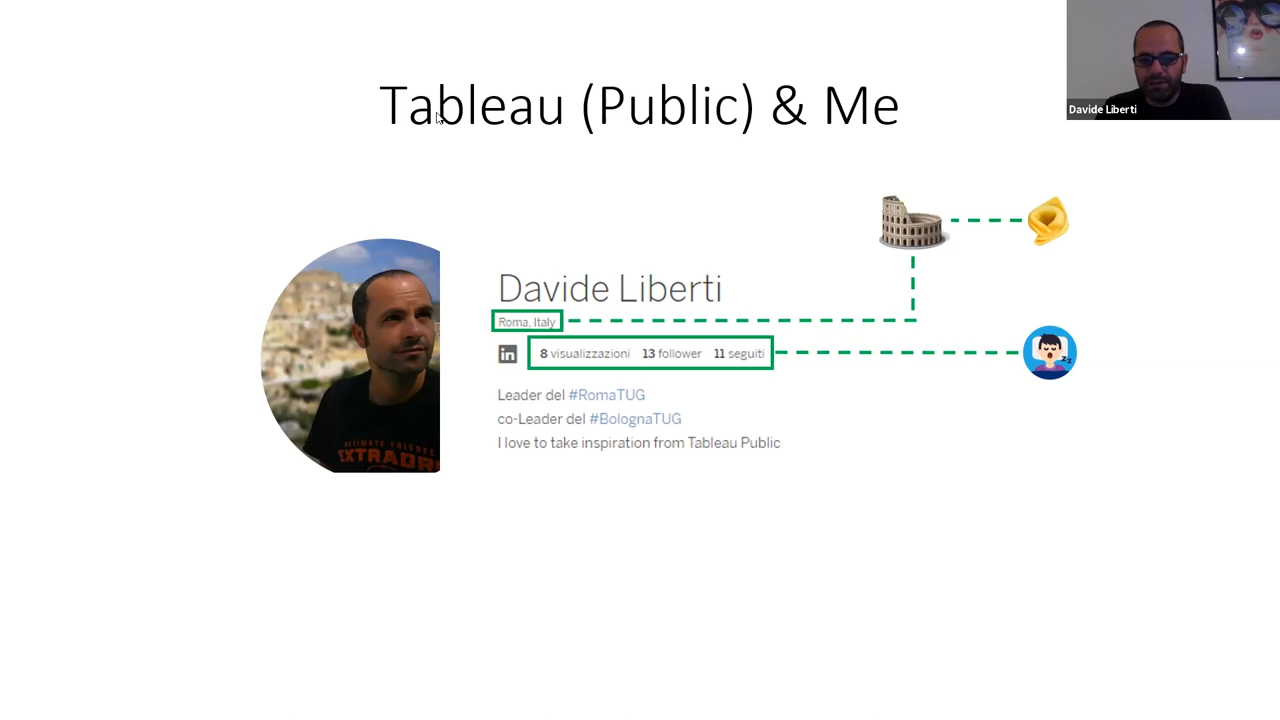 Tableau (Public) & Me
Davide Liberti
Davide Liberti
Roma, Italy
in
8 visualizzazioni 13 follower 11 seguiti
Leader del #RomaTUG
co-Leader del #BolognaTUG
I love to take inspiration from Tableau Public